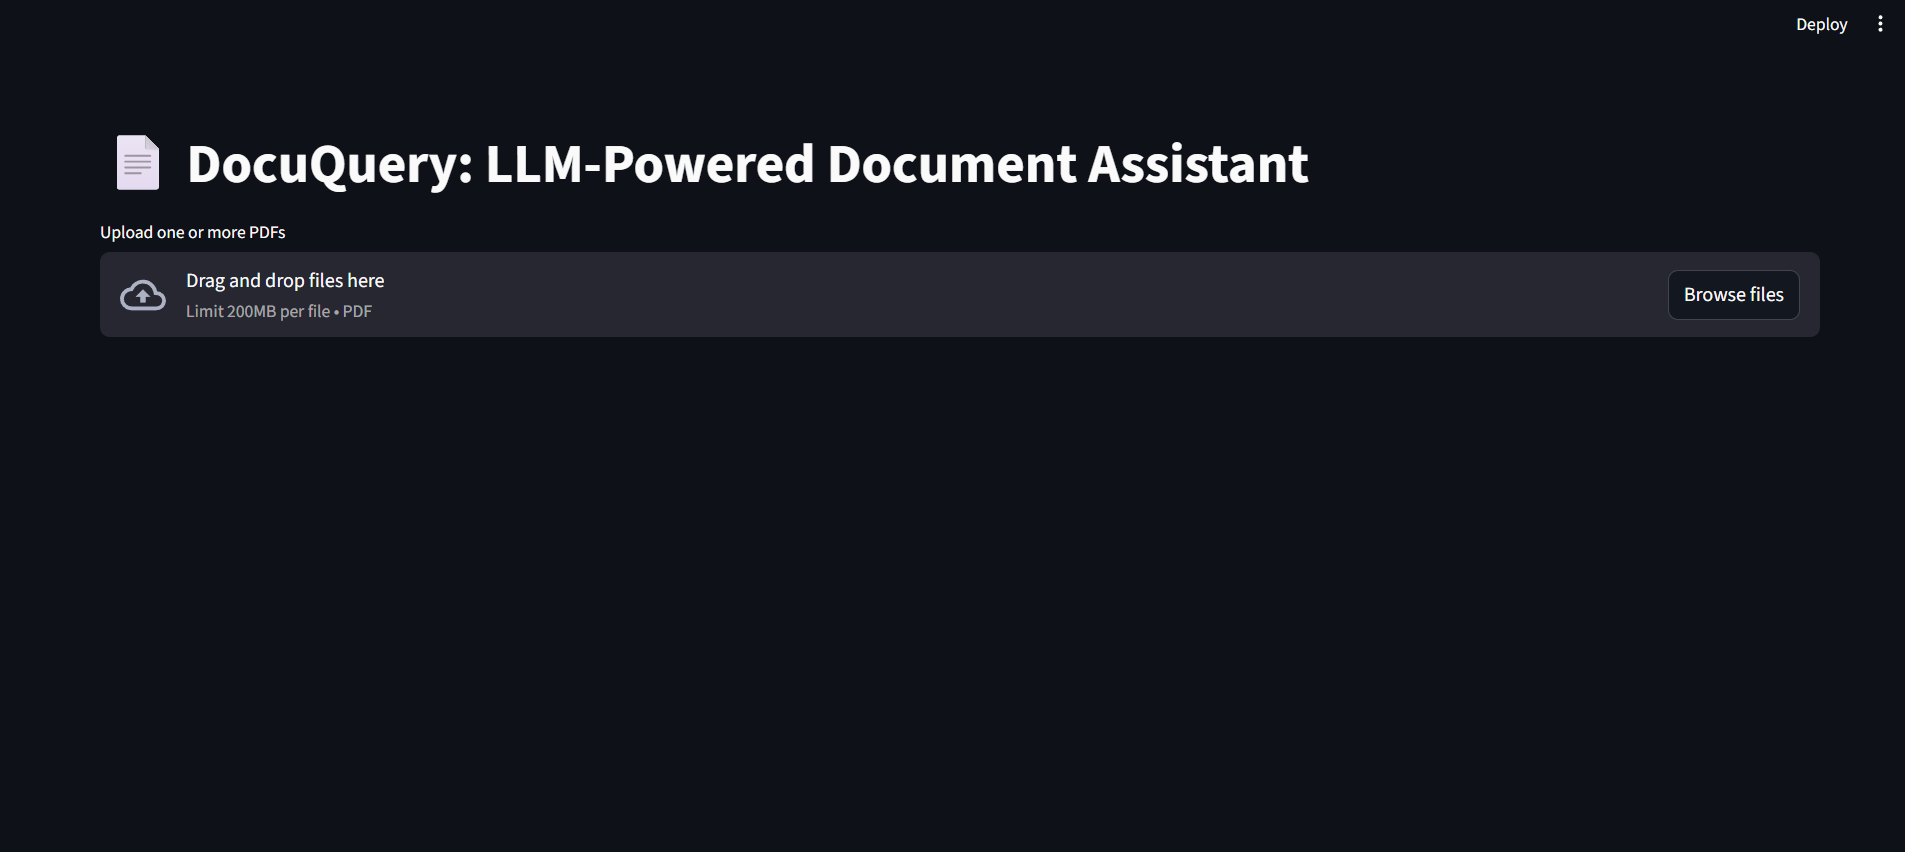 Deploy
DocuQuery: LLM-Powered Document Assistant
Upload one or more PDFs
Drag and drop files here
Limit 200MB per file • PDF
Browse files